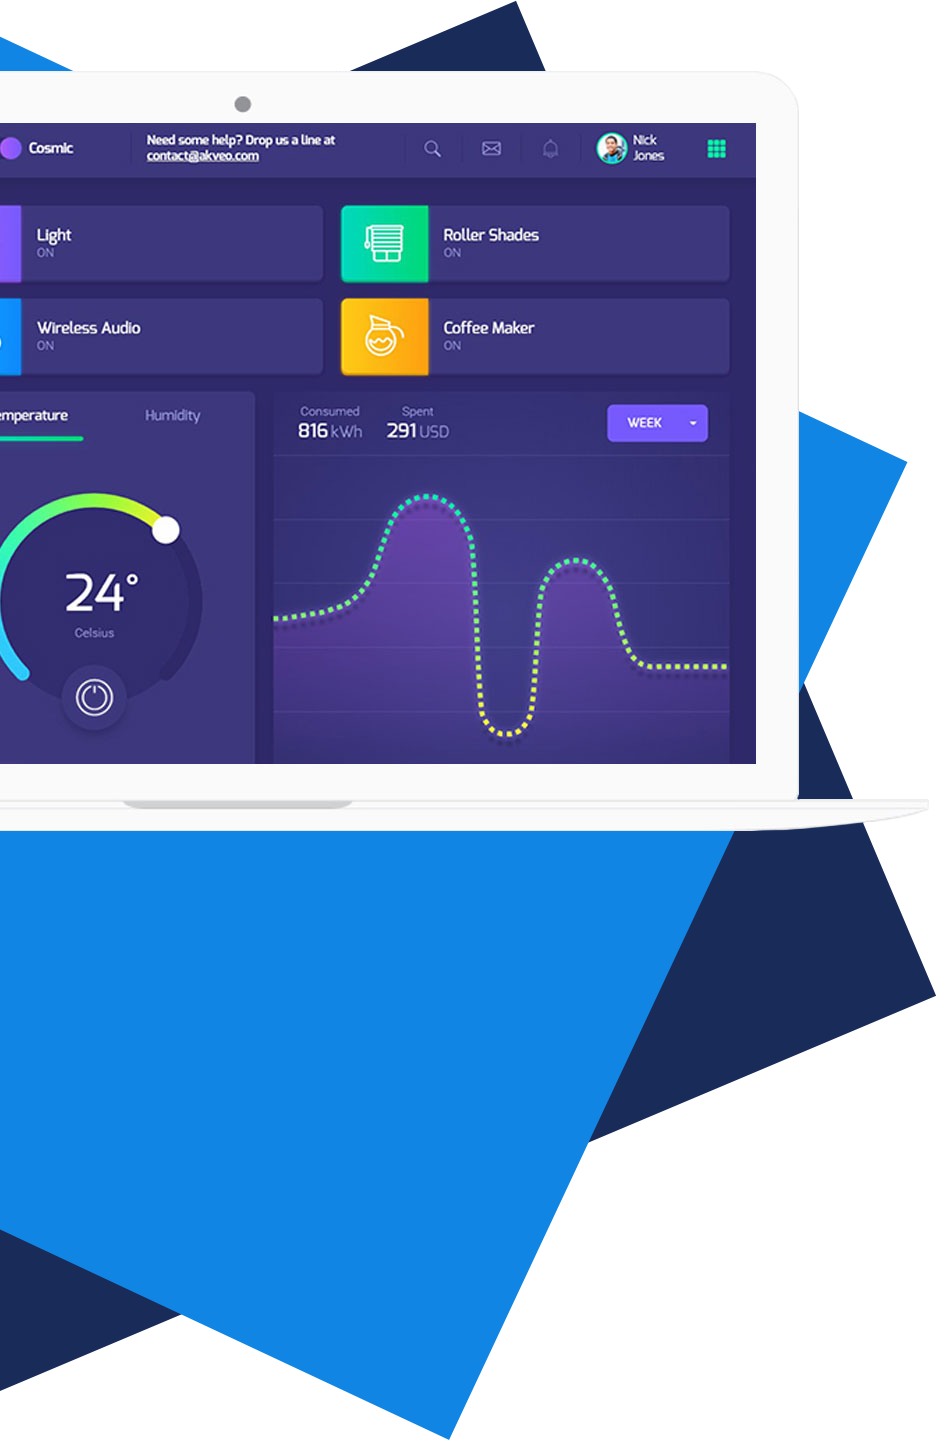 Cosmic
Need some help? Drop us a line at
contact@akveo.com
Nick
Jones
Light
ON
Roller Shades
ON
Wireless Audio
ON
Coffee Maker
ON
emperature
Humidity
Consumed
816 kWh
Spent
291 USD
WEEK
24°
Celsius